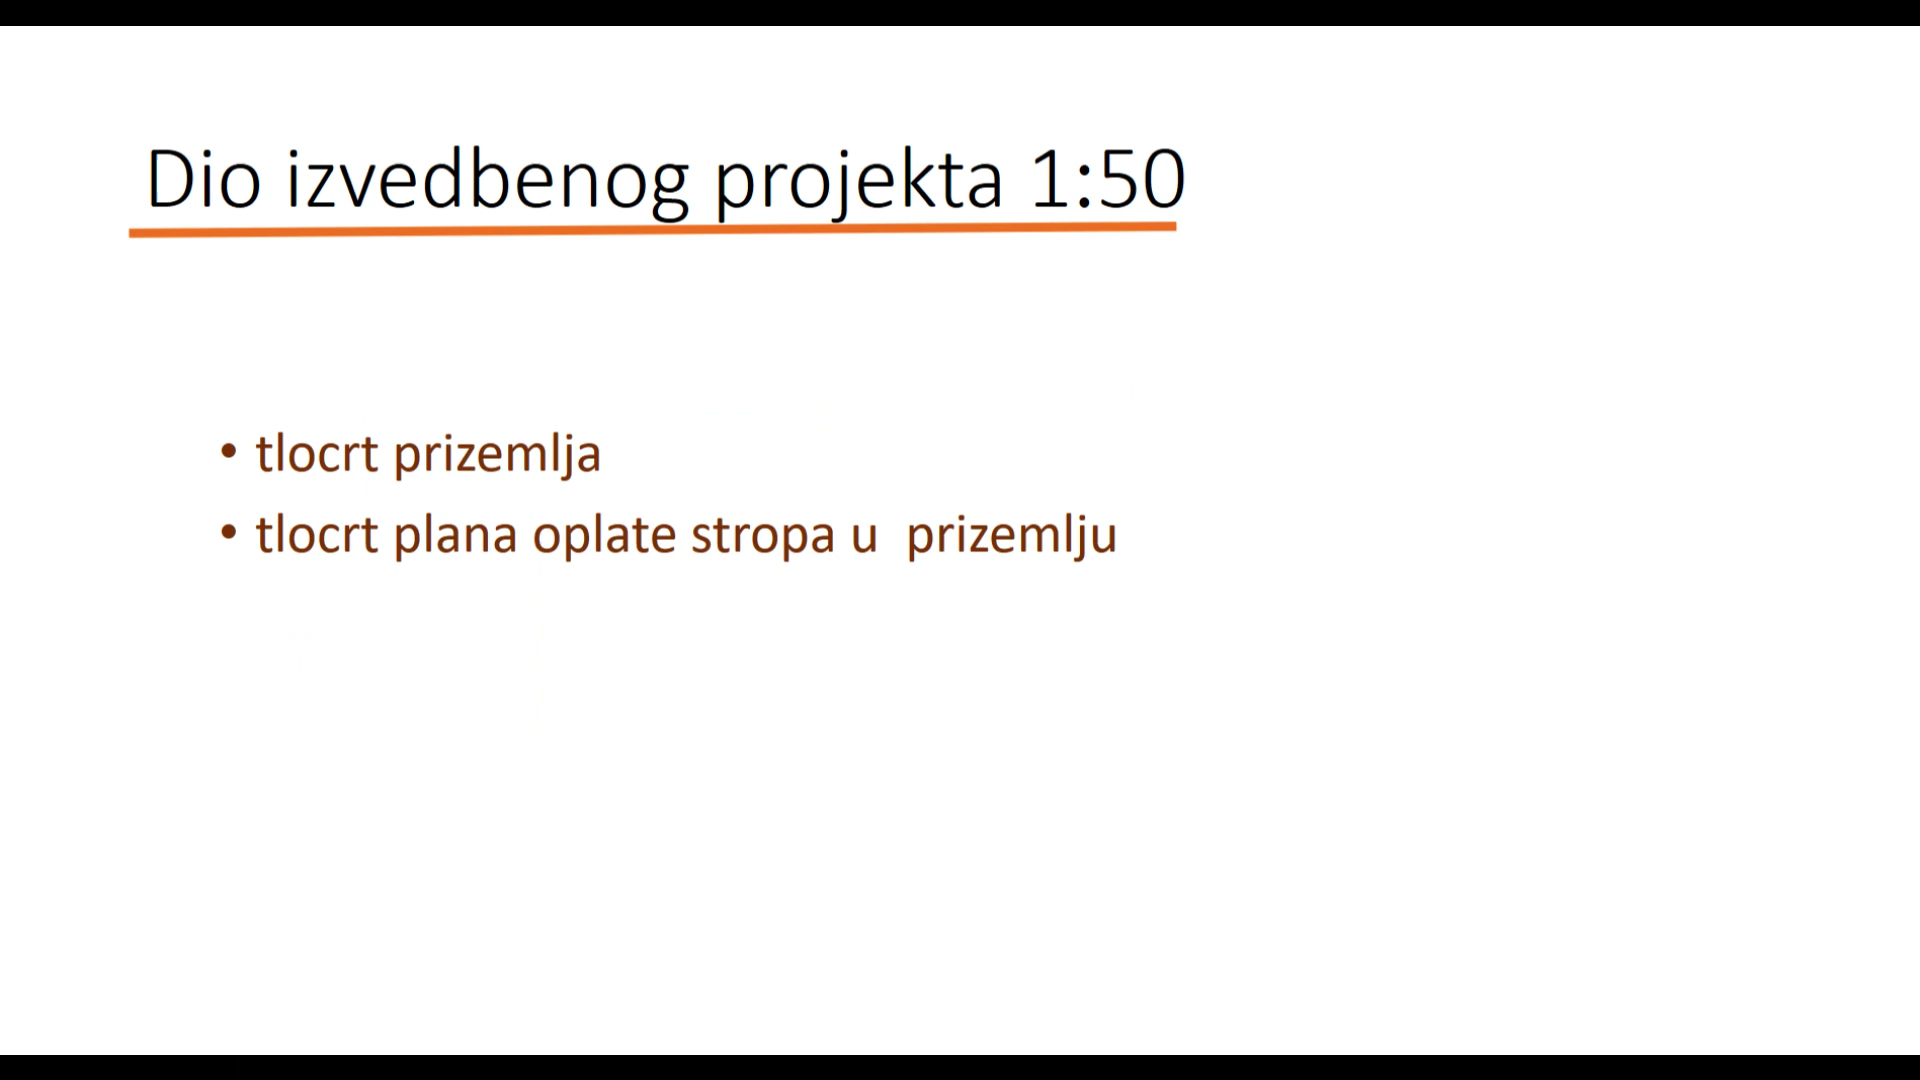 Dio izvedbenog projekta 1:50
• tlocrt prizemlja
• tlocrt plana oplate stropa u  prizemlju